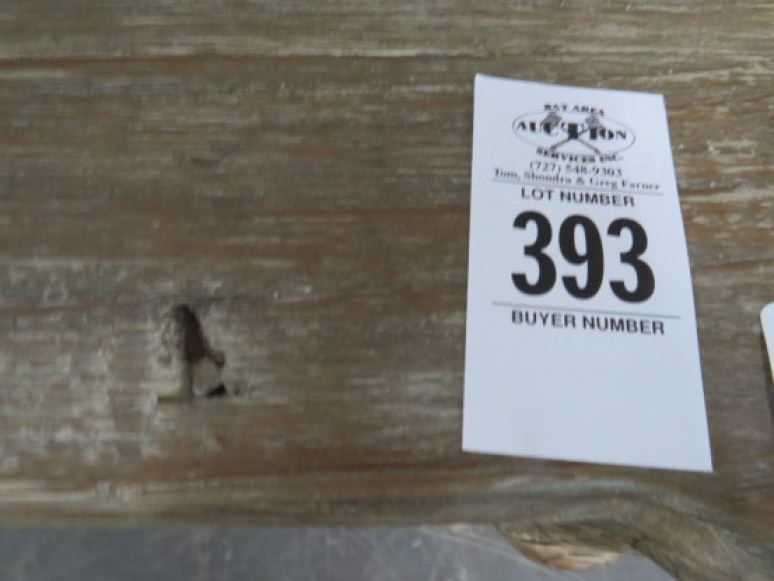 BAY AREA
AUCTION
SERVICES INC.
(727) 548-9303
Tom, Shondra & Greg Farner
LOT NUMBER
393
BUYER NUMBER